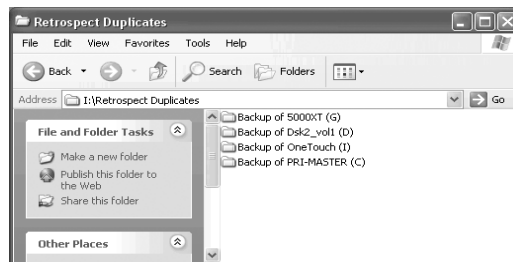 Retrospect Duplicates
File Edit View Favorites Tools Help
Back Search Folders
Address I:\Retrospect Duplicates Go
File and Folder Tasks
Make a new folder
Publish this folder to
the Web
Share this folder
Other Places
Backup of 5000XT (G)
Backup of Dsk2_vol1 (D)
Backup of OneTouch (I)
Backup of PRI-MASTER (C)